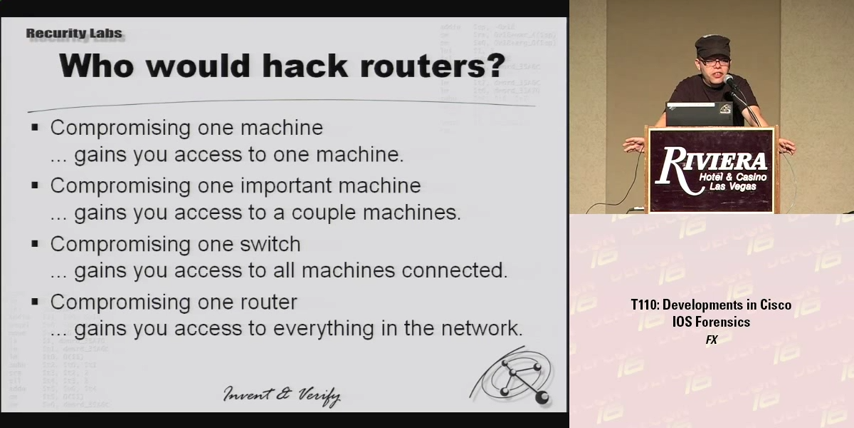 Recurity Labs
Who would hack routers?
▪ Compromising one machine
... gains you access to one machine.
▪ Compromising one important machine
... gains you access to a couple machines.
▪ Compromising one switch
... gains you access to all machines connected.
▪ Compromising one router
... gains you access to everything in the network.
Invent & Verify
RIVIERA
Hotel & Casino
Las Vegas
T110: Developments in Cisco
IOS Forensics
FX